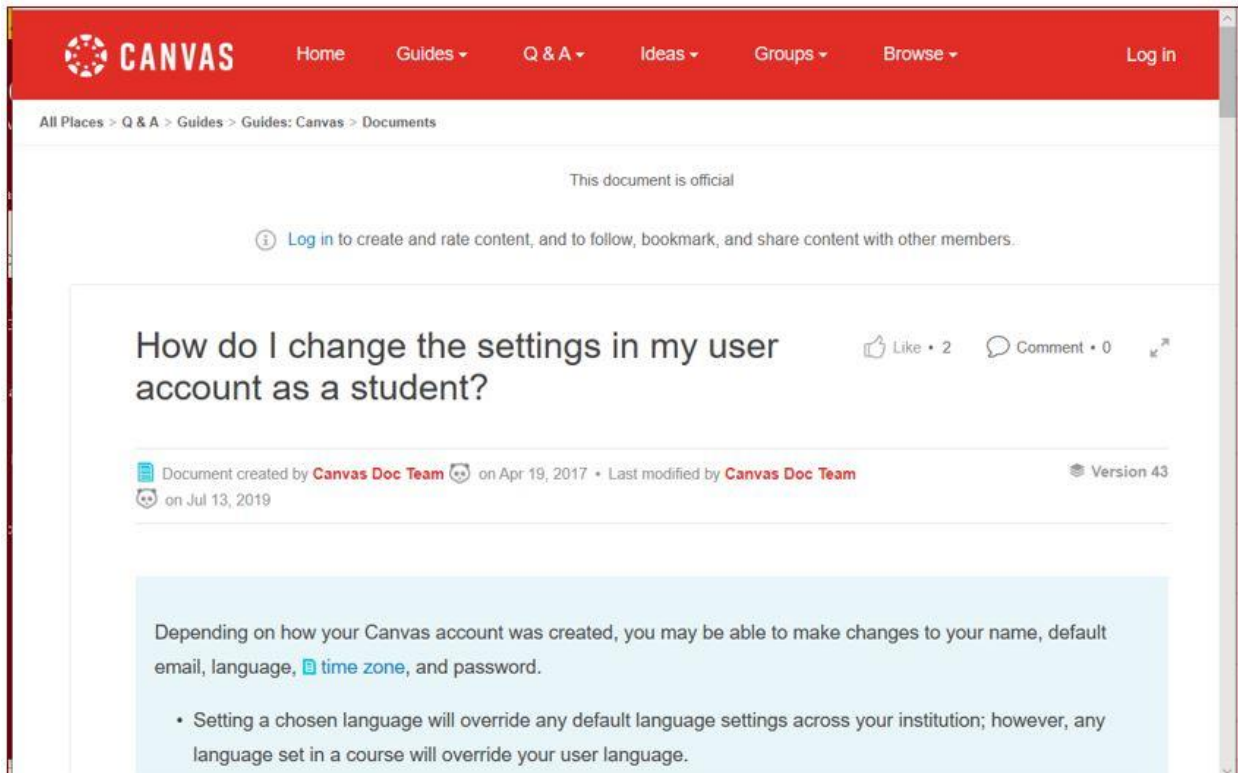 CANVAS Home Guides Q & A Ideas Groups Browse Log in
All Places > Q & A > Guides > Guides: Canvas > Documents
This document is official
Log in to create and rate content, and to follow, bookmark, and share content with other members.
How do I change the settings in my user
account as a student?
Like • 2 Comment • 0
Document created by Canvas Doc Team on Apr 19, 2017 • Last modified by Canvas Doc Team
on Jul 13, 2019
Version 43
Depending on how your Canvas account was created, you may be able to make changes to your name, default
email, language, time zone, and password.
• Setting a chosen language will override any default language settings across your institution; however, any
language set in a course will override your user language.